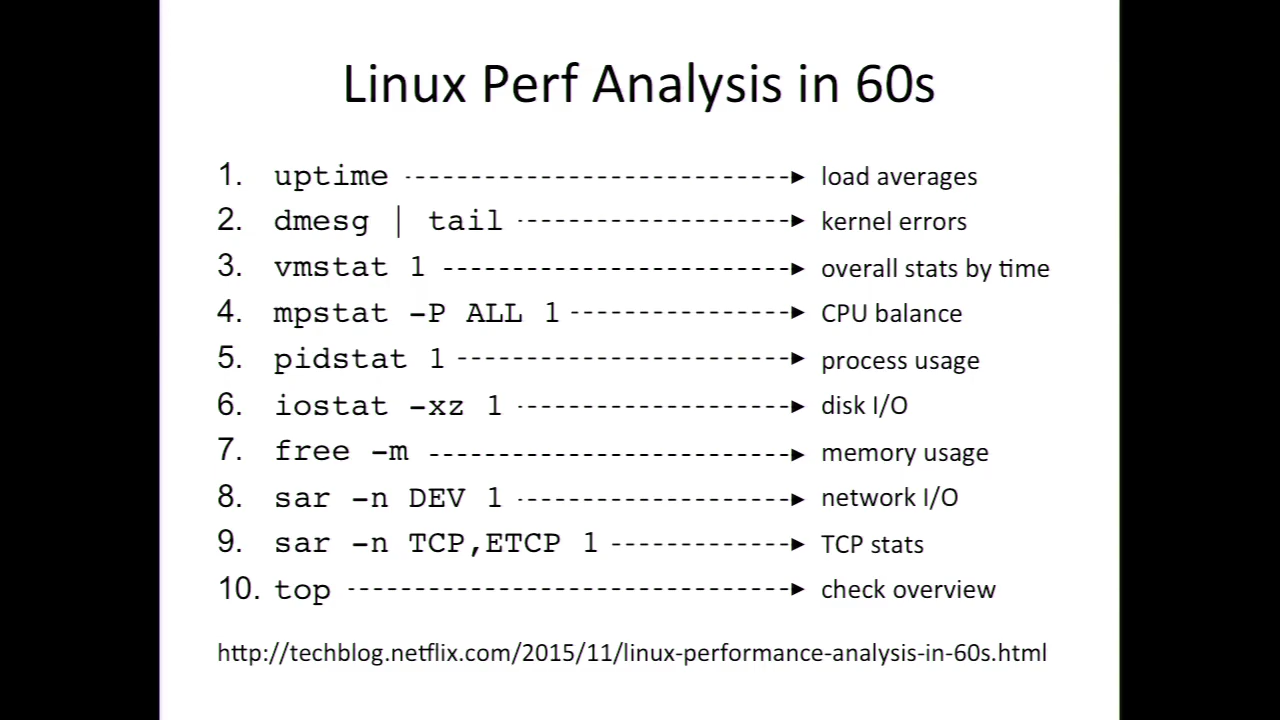 Linux Perf Analysis in 60s
1. uptime load averages
2. dmesg | tail kernel errors
3. vmstat 1 overall stats by time
4. mpstat -P ALL 1 CPU balance
5. pidstat 1 process usage
6. iostat -xz 1 disk I/O
7. free -m memory usage
8. sar -n DEV 1 network I/O
9. sar -n TCP,ETCP 1 TCP stats
10. top check overview
http://techblog.netflix.com/2015/11/linux-performance-analysis-in-60s.html